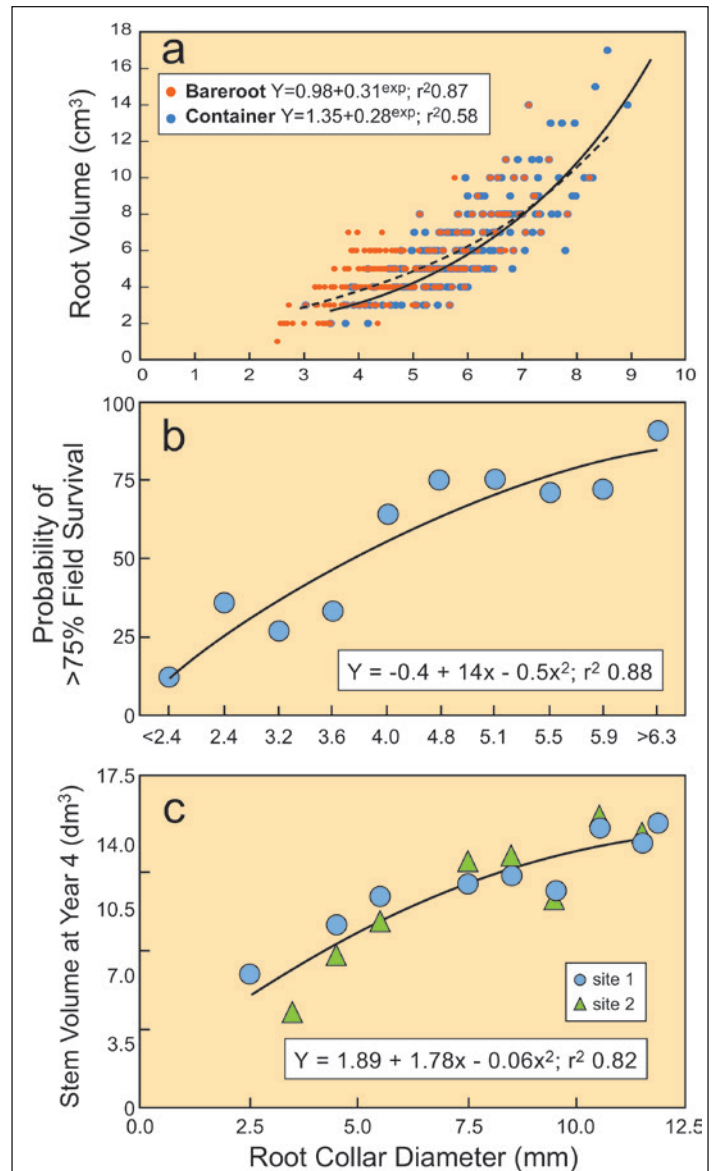 a
Root Volume (cm³)
18
16
14
12
10
8
6
4
2
0
Bareroot Y=0.98+0.31exp; r²0.87
Container Y=1.35+0.28exp; r²0.58
0 1 2 3 4 5 6 7 8 9 10
b
Probability of
>75% Field Survival
100
75
50
25
0
Y = -0.4 + 14x - 0.5x²; r² 0.88
<2.4 2.4 3.2 3.6 4.0 4.8 5.1 5.5 5.9 >6.3
c
Stem Volume at Year 4 (dm³)
17.5
14.0
10.5
7.0
3.5
0
site 1
site 2
Y = 1.89 + 1.78x - 0.06x²; r² 0.82
0.0 2.5 5.0 7.5 10.0 12.5
Root Collar Diameter (mm)